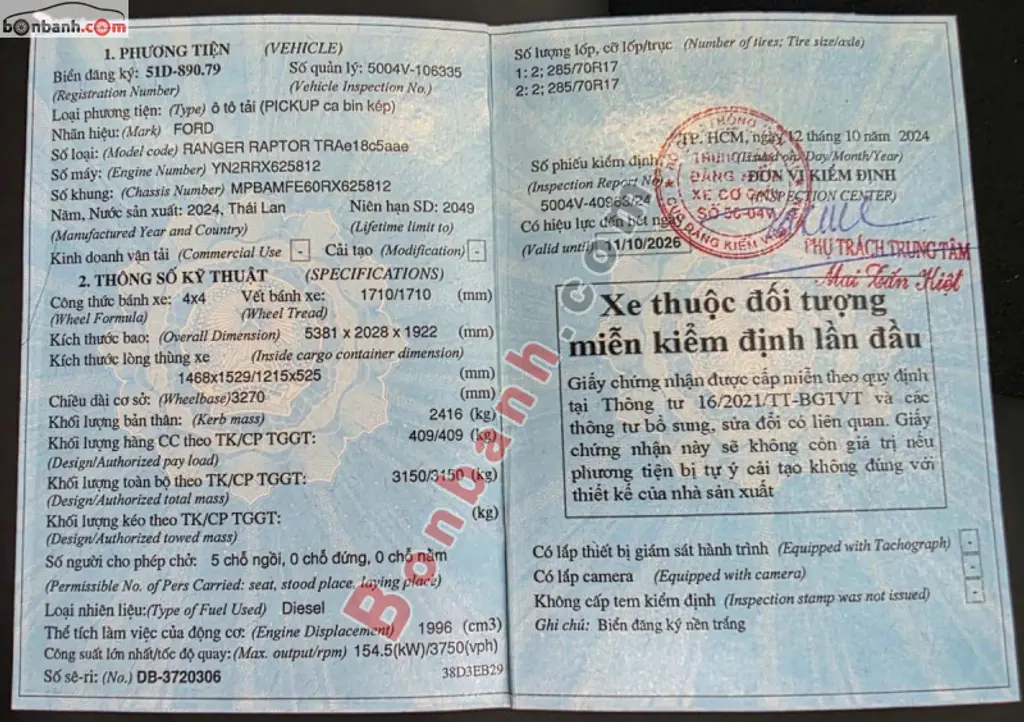 bonbanh.com
1. PHƯƠNG TIỆN (VEHICLE)
Biển đăng ký: 51D-890.79 Số quản lý: 5004V-106335
(Registration Number) (Vehicle Inspection No.)
Loại phương tiện: (Type) ô tô tải (PICKUP ca bin kép)
Nhãn hiệu: (Mark) FORD
Số loại: (Model code) RANGER RAPTOR TRAe18c5aae
Số máy: (Engine Number) YN2RRX625812
Số khung: (Chassis Number) MPBAMFE60RX625812
Năm, Nước sản xuất: 2024, Thái Lan Niên hạn SD: 2049
(Manufactured Year and Country) (Lifetime limit to)
Kinh doanh vận tải (Commercial Use) - Cải tạo (Modification) -
2. THÔNG SỐ KỸ THUẬT (SPECIFICATIONS)
Công thức bánh xe: 4x4 Vết bánh xe: 1710/1710 (mm)
(Wheel Formula) (Wheel Tread)
Kích thước bao: (Overall Dimension) 5381 x 2028 x 1922 (mm)
Kích thước lòng thùng xe (Inside cargo container dimension)
1468x1529/1215x525 (mm)
Chiều dài cơ sở: (Wheelbase) 3270 (mm)
Khối lượng bản thân: (Kerb mass) 2416 (kg)
Khối lượng hàng CC theo TK/CP TGGT: 409/409 (kg)
(Design/Authorized pay load)
Khối lượng toàn bộ theo TK/CP TGGT: 3150/3150 (kg)
(Design/Authorized total mass)
Khối lượng kéo theo TK/CP TGGT: (kg)
(Design/Authorized towed mass)
Số người cho phép chở: 5 chỗ ngồi, 0 chỗ đứng, 0 chỗ nằm
(Permissible No. of Pers Carried: seat, stood place, laying place)
Loại nhiên liệu: (Type of Fuel Used) Diesel
Thể tích làm việc của động cơ: (Engine Displacement) 1996 (cm3)
Công suất lớn nhất/tốc độ quay: (Max. output/rpm) 154.5(kW)/3750(vph)
Số sê-ri: (No.) DB-3720306 38D3EB29
Số lượng lốp, cỡ lốp/trục (Number of tires; Tire size/axle)
1: 2; 285/70R17
2: 2; 285/70R17
TP. HCM, ngày 12 tháng 10 năm 2024
(Issued on: Day/Month/Year)
Số phiếu kiểm định ĐƠN VỊ KIỂM ĐỊNH
(Inspection Report No) (INSPECTION CENTER)
5004V-40963/24
Có hiệu lực đến hết ngày
(Valid until) 11/10/2026
PHỤ TRÁCH TRUNG TÂM
Mai Tấn Kiệt
Xe thuộc đối tượng
miễn kiểm định lần đầu
Giấy chứng nhận được cấp miễn theo quy định
tại Thông tư 16/2021/TT-BGTVT và các
thông tư bổ sung, sửa đổi có liên quan. Giấy
chứng nhận này sẽ không còn giá trị nếu
phương tiện bị tự ý cải tạo không đúng với
thiết kế của nhà sản xuất
Có lắp thiết bị giám sát hành trình (Equipped with Tachograph) -
Có lắp camera (Equipped with camera) -
Không cấp tem kiểm định (Inspection stamp was not issued) -
Ghi chú: Biển đăng ký nền trắng
Bonbanh.com